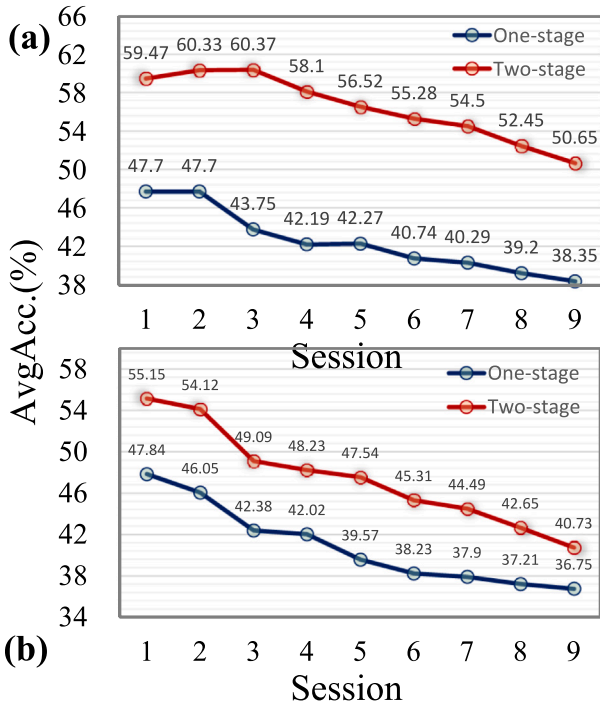 (a)
AvgAcc.(%)
66
62
58
54
50
46
42
38
One-stage
Two-stage
59.47 60.33 60.37 58.1 56.52 55.28 54.5 52.45 50.65
47.7 47.7 43.75 42.19 42.27 40.74 40.29 39.2 38.35
1 2 3 4 5 6 7 8 9
Session
58
54
50
46
42
38
34
One-stage
Two-stage
55.15 54.12 49.09 48.23 47.54 45.31 44.49 42.65 40.73
47.84 46.05 42.38 42.02 39.57 38.23 37.9 37.21 36.75
(b)
1 2 3 4 5 6 7 8 9
Session